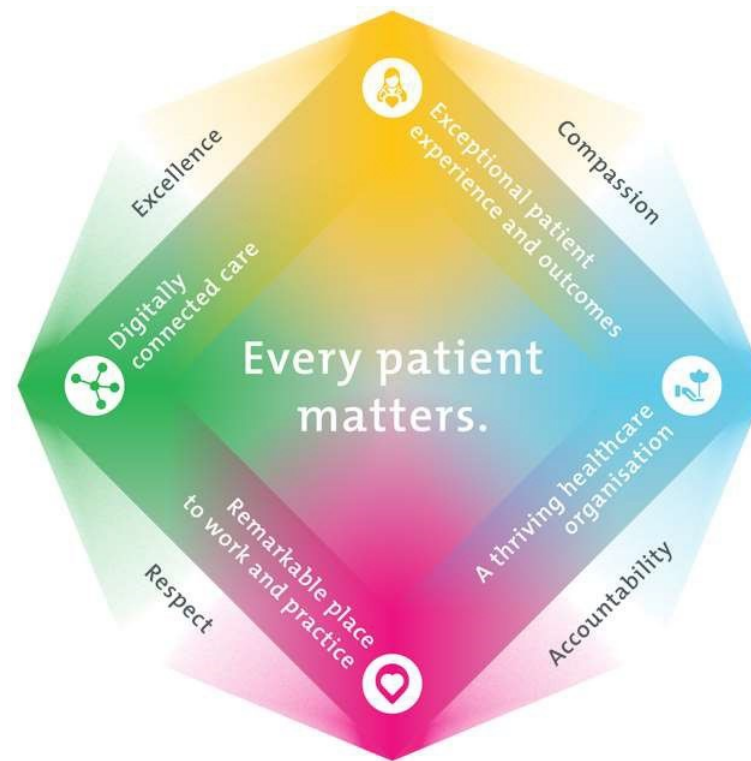 Excellence
Compassion
Exceptional patient
experience and outcomes
Digitally
connected care
Every patient
matters.
Remarkable place
to work and practice
A thriving healthcare
organisation
Respect
Accountability